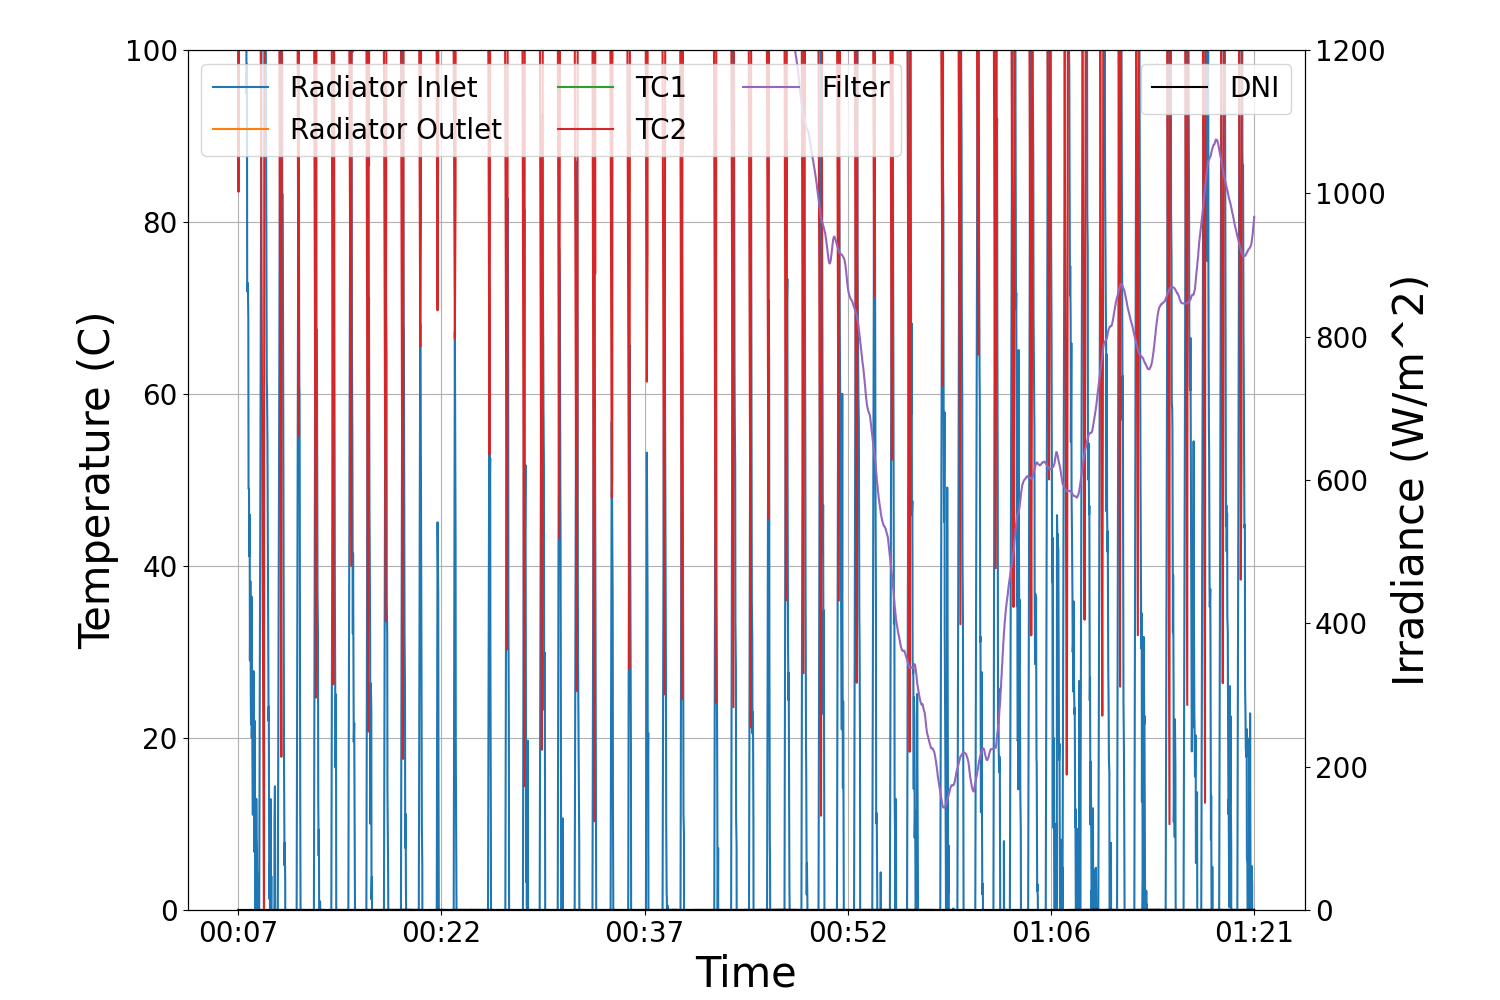 100
80
60
40
20
0
Temperature (C)
Radiator Inlet
Radiator Outlet
TC1
TC2
Filter
DNI
1200
1000
800
600
400
200
0
Irradiance (W/m^2)
00:07
00:22
00:37
00:52
01:06
01:21
Time